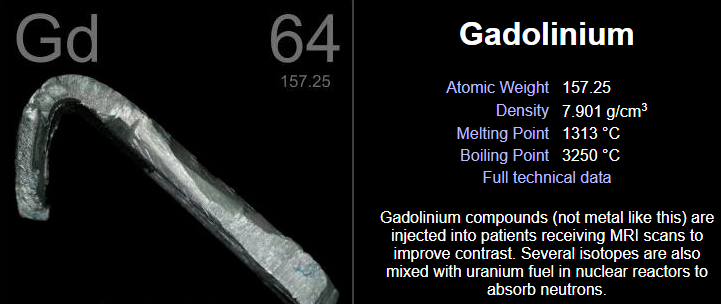 Gd
64
157.25
Gadolinium
Atomic Weight 157.25
Density 7.901 g/cm³
Melting Point 1313 °C
Boiling Point 3250 °C
Full technical data
Gadolinium compounds (not metal like this) are
injected into patients receiving MRI scans to
improve contrast. Several isotopes are also
mixed with uranium fuel in nuclear reactors to
absorb neutrons.